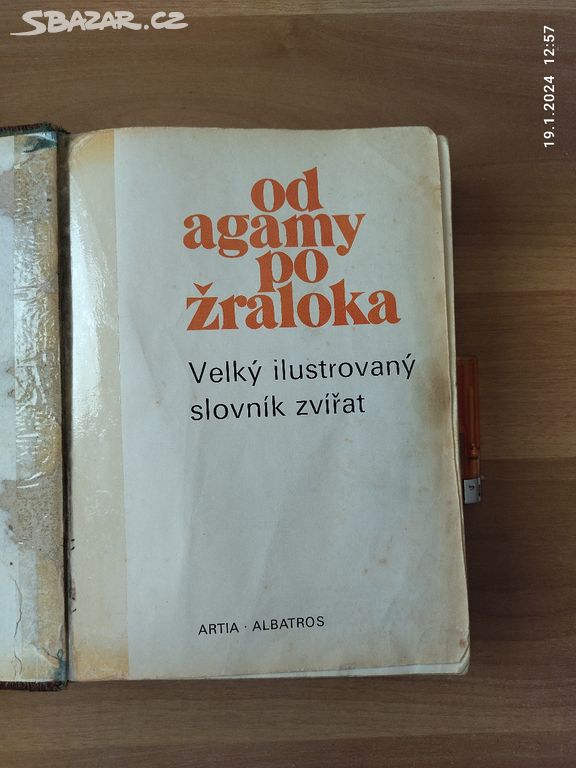 SBAZAR.CZ
19.1.2024 12:57
od
agamy
po
žraloka
Velký ilustrovaný
slovník zvířat
ARTIA · ALBATROS